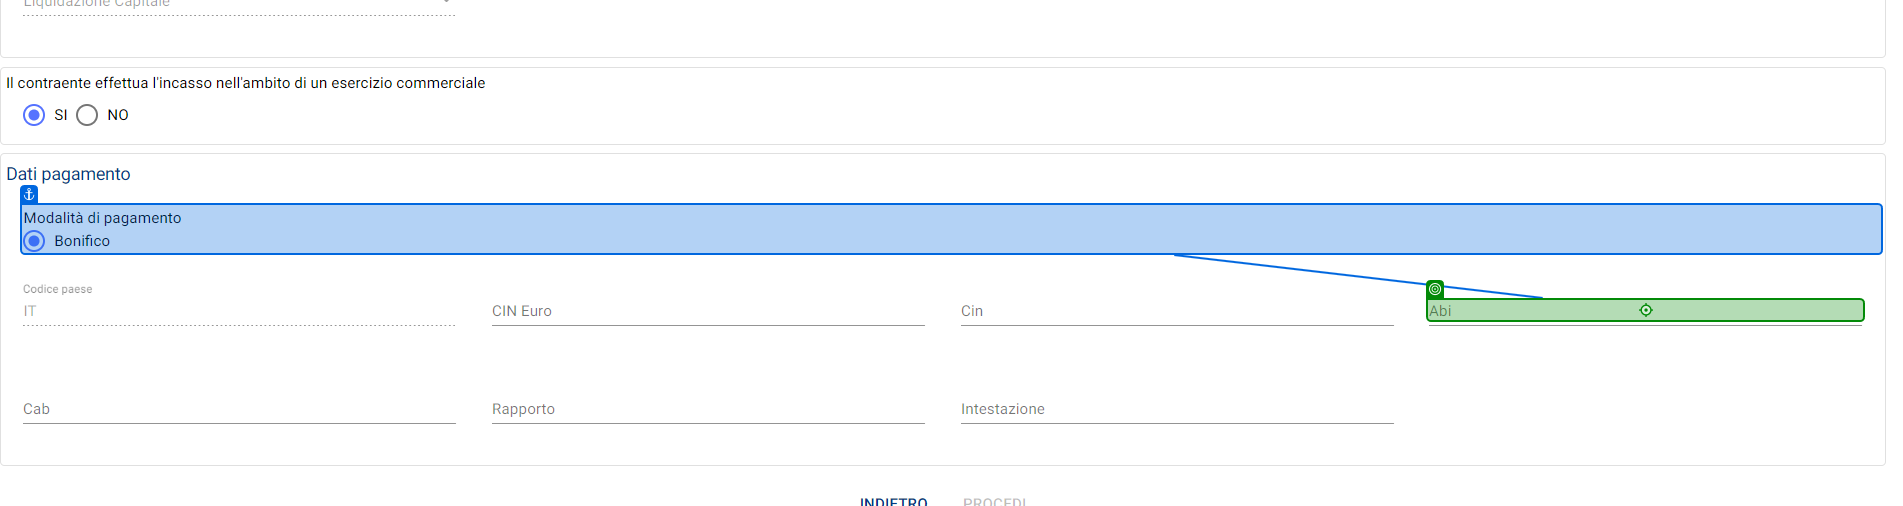 Liquidazione Capitale
Il contraente effettua l'incasso nell'ambito di un esercizio commerciale
SI NO
Dati pagamento
Modalità di pagamento
Bonifico
Codice paese
IT CIN Euro Cin Abi
Cab Rapporto Intestazione
INDIETRO PROCEDI